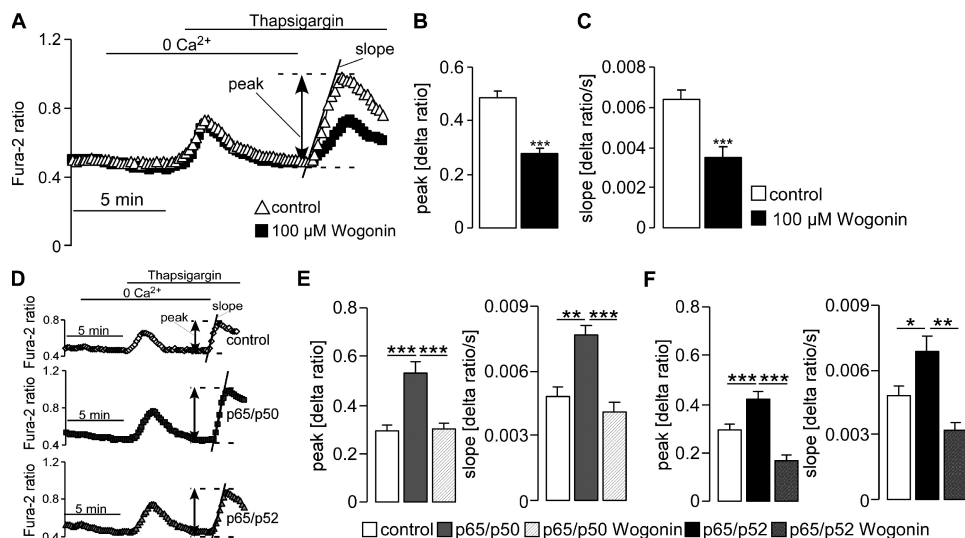 A
Thapsigargin
0 Ca²⁺
slope
peak
Fura-2 ratio
1.2
0.8
0.4
0
5 min
control
100 µM Wogonin
B
peak [delta ratio]
0.6
0.4
0.2
0
***
C
slope [delta ratio/s]
0.008
0.006
0.004
0.002
0
***
control
100 µM Wogonin
D
Thapsigargin
0 Ca²⁺
slope
peak
Fura-2 ratio
0.8
0.4
5 min
control
Fura-2 ratio
1.2
0.8
0.4
5 min
p65/p50
Fura-2 ratio
1.2
0.8
0.4
5 min
p65/p52
E
peak [delta ratio]
0.8
0.6
0.4
0.2
0
*** ***
slope [delta ratio/s]
0.009
0.006
0.003
0
** ***
F
peak [delta ratio]
0.8
0.6
0.4
0.2
0
*** ***
slope [delta ratio/s]
0.009
0.006
0.003
0
* **
control p65/p50 p65/p50 Wogonin p65/p52 p65/p52 Wogonin